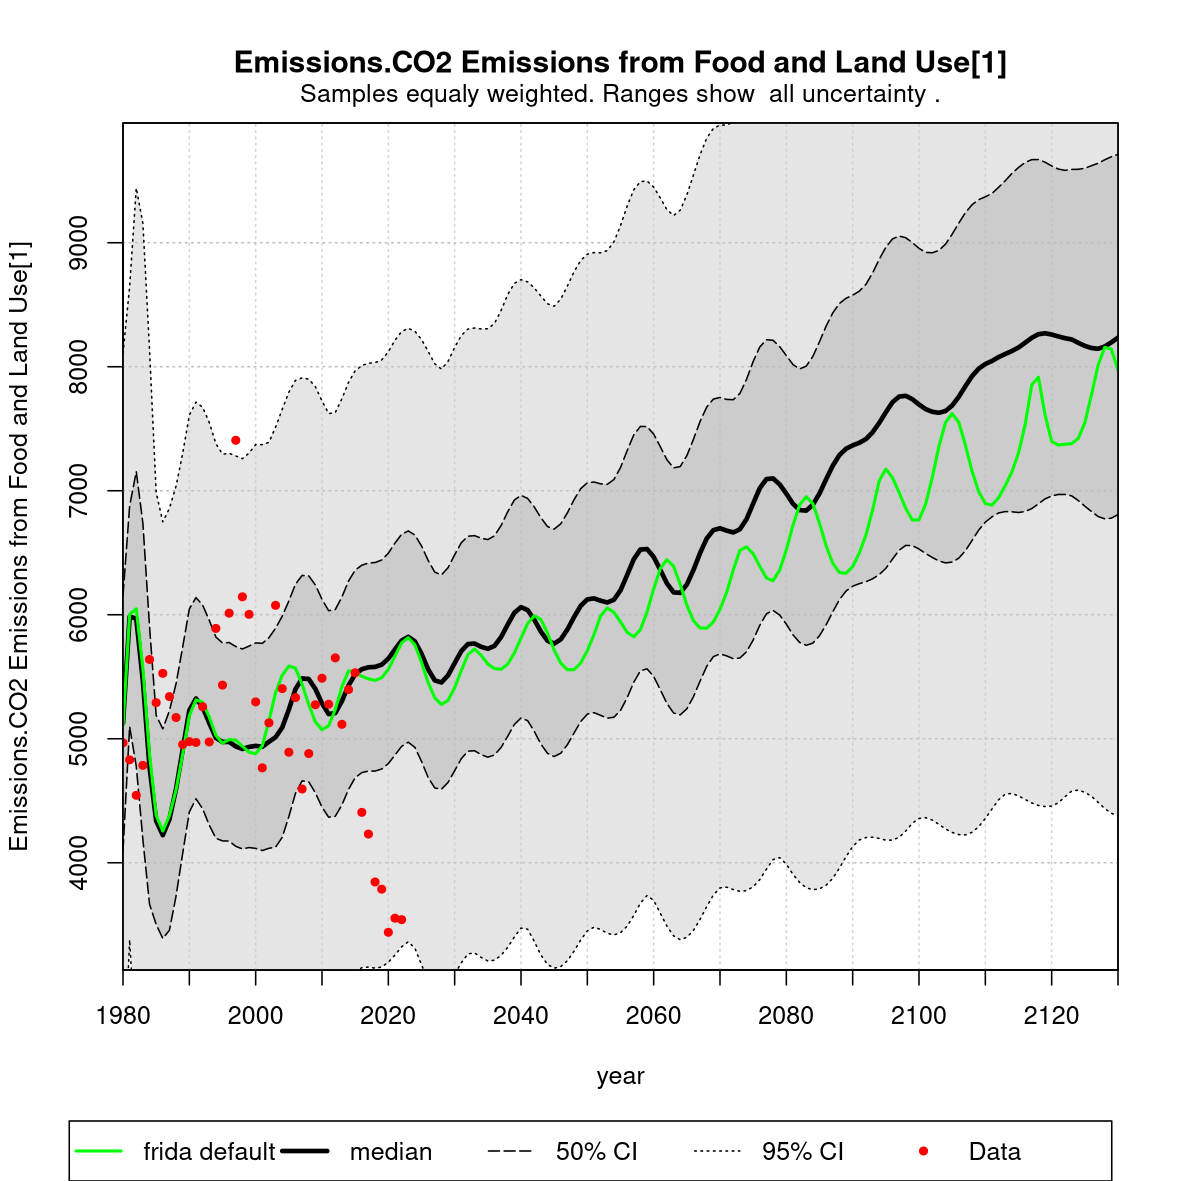 Emissions.CO2 Emissions from Food and Land Use[1]
Samples equaly weighted. Ranges show  all uncertainty .
Emissions.CO2 Emissions from Food and Land Use[1]
9000
8000
7000
6000
5000
4000
1980 2000 2020 2040 2060 2080 2100 2120
year
frida default median 50% CI 95% CI Data